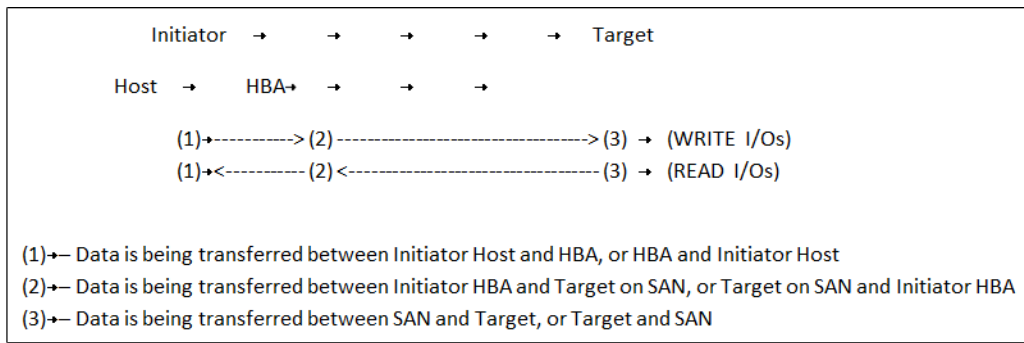 Initiator → → → → → Target
Host → HBA→ → → →
(1)→----------->(2)----------------------------------->(3) → (WRITE I/Os)
(1)→<-----------(2)<-----------------------------------(3) → (READ I/Os)
(1)→– Data is being transferred between Initiator Host and HBA, or HBA and Initiator Host
(2)→– Data is being transferred between Initiator HBA and Target on SAN, or Target on SAN and Initiator HBA
(3)→– Data is being transferred between SAN and Target, or Target and SAN